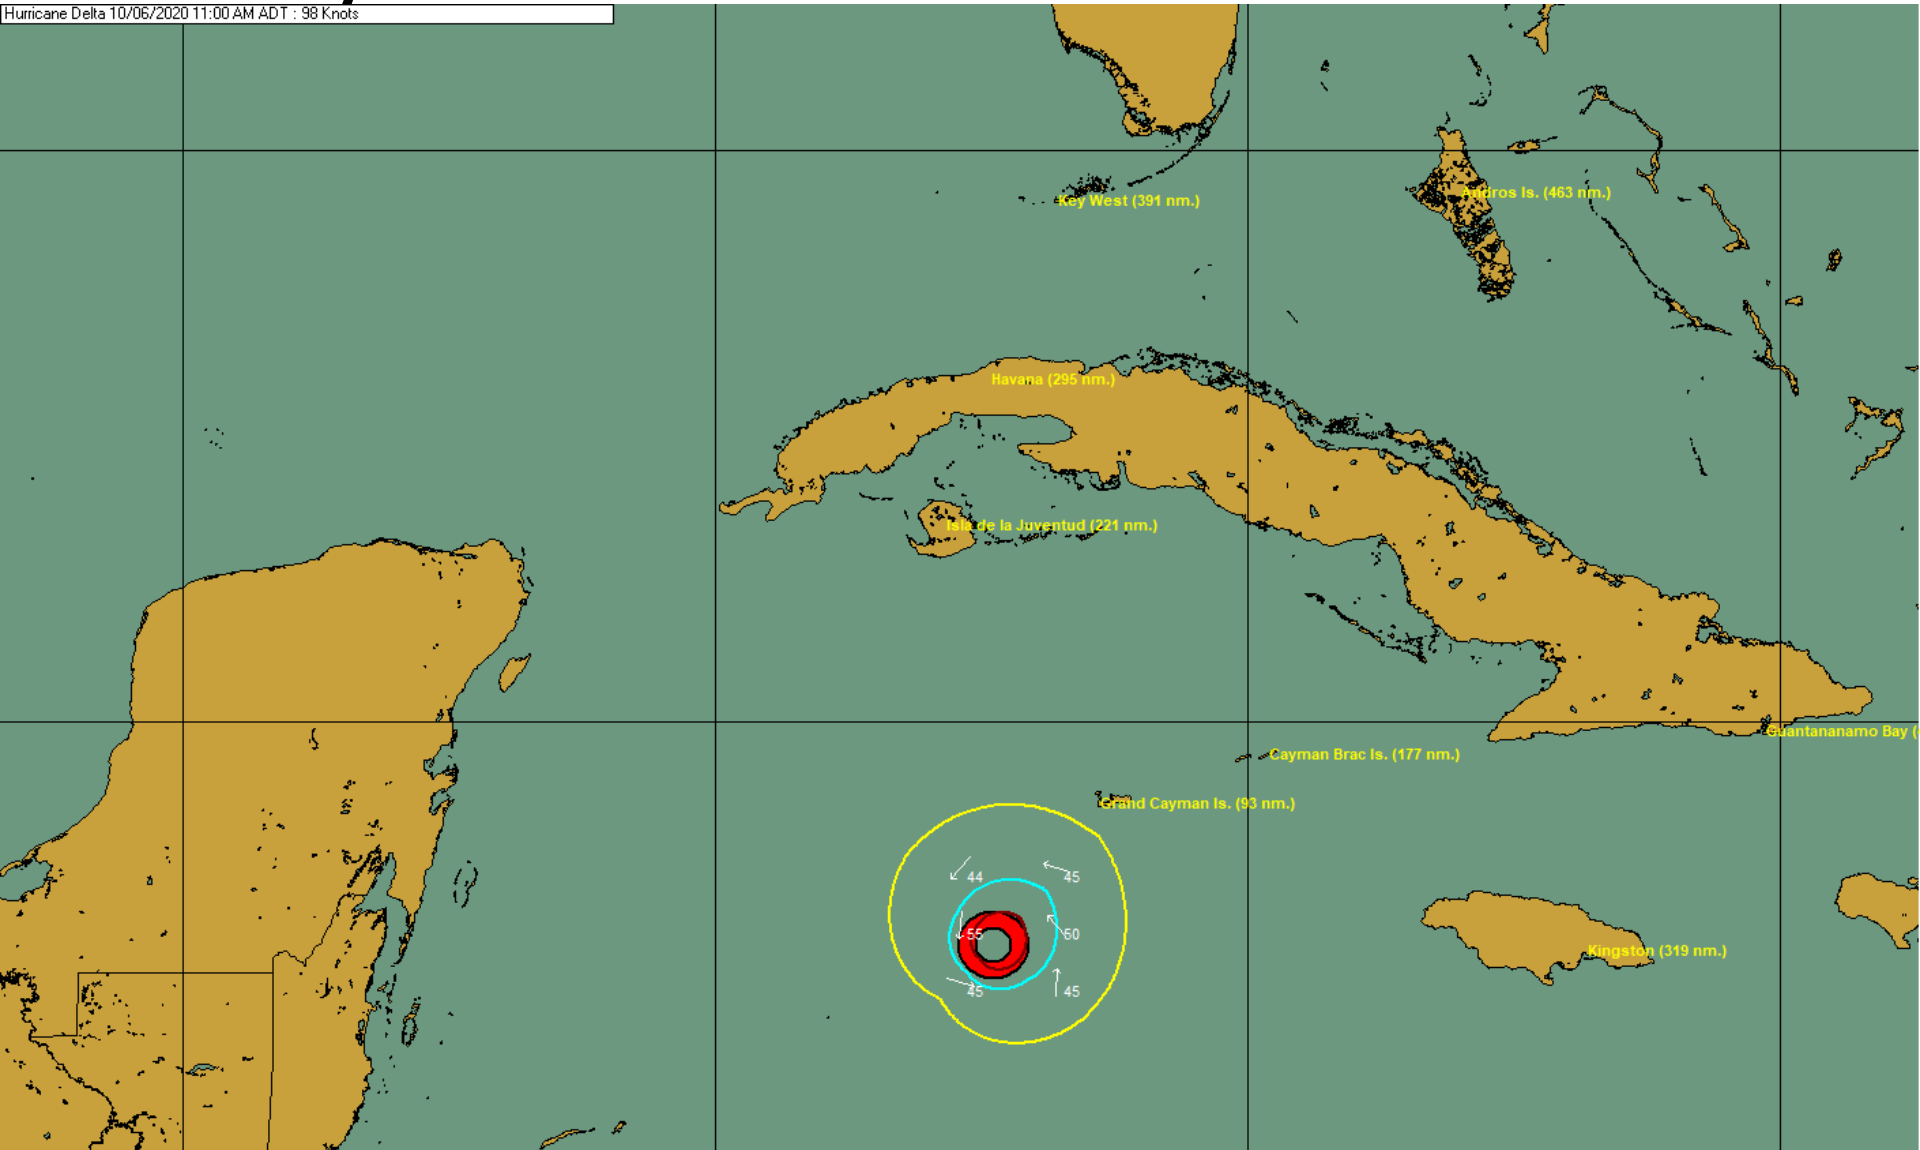 Hurricane Delta 10/06/2020 11:00 AM ADT : 98 Knots
Key West (391 nm.)
Andros Is. (463 nm.)
Havana (295 nm.)
Isla de la Juventud (221 nm.)
Guantananamo Bay (
Cayman Brac Is. (177 nm.)
Grand Cayman Is. (93 nm.)
44
45
55
60
Kingston (319 nm.)
45
45